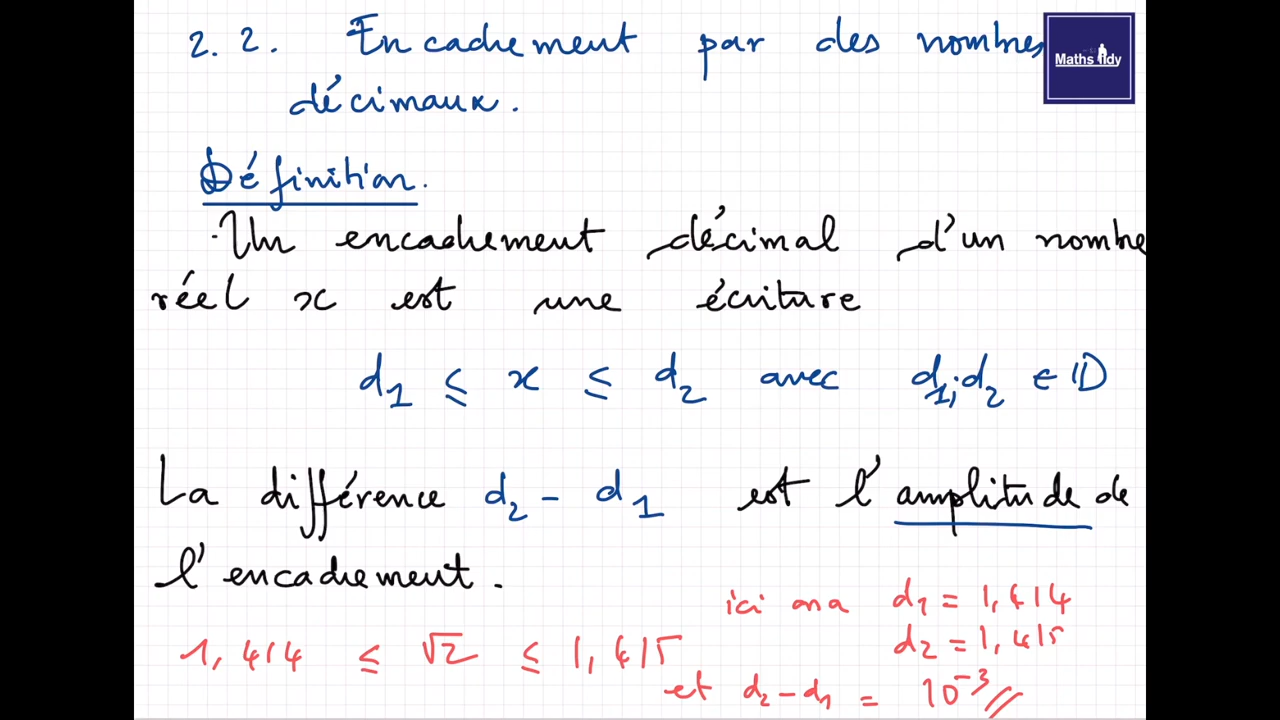 2.2. Encadrement par des nombres
décimaux.
Maths Andy
Définition.
Un encadrement décimal d'un nombre
réel x est une écriture
d₁ ≤ x ≤ d₂ avec d₁; d₂ ∈ 𝔻
La différence d₂ - d₁ est l'amplitude de
l'encadrement.
ici on a d₁ = 1,414
d₂ = 1,415
1,414 ≤ √2 ≤ 1,415
et d₂ - d₁ = 10⁻³//